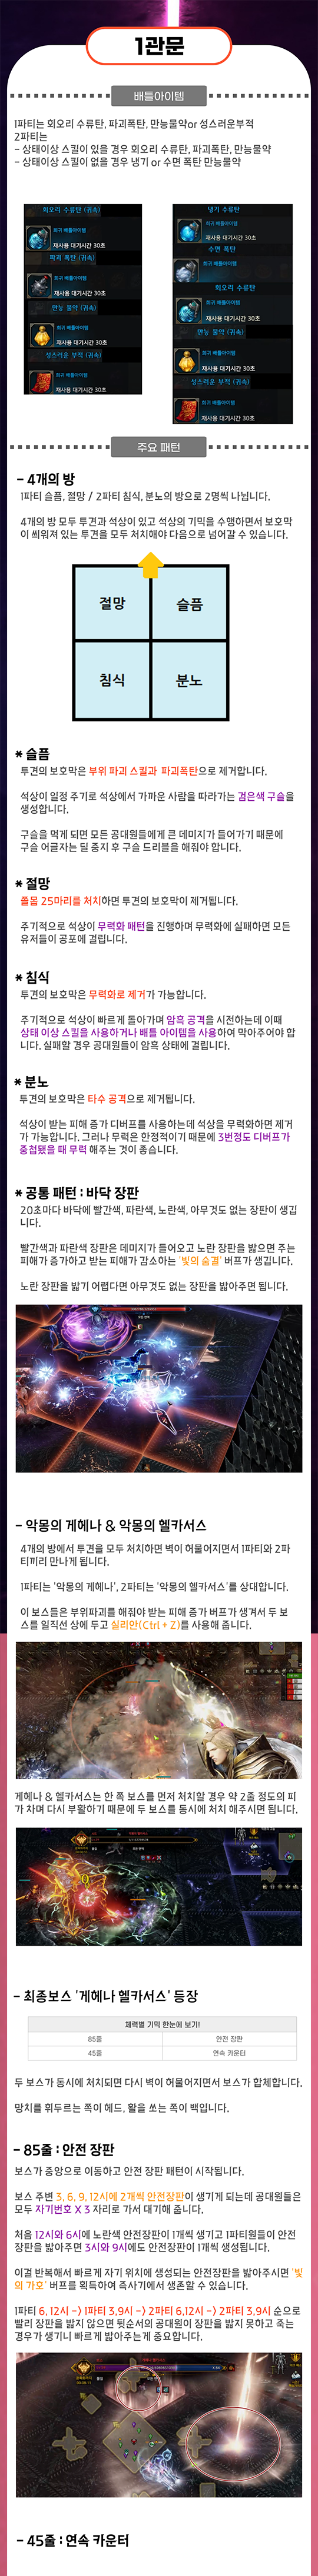 1관문
배틀아이템
1파티는 회오리 수류탄, 파괴폭탄, 만능물약or 성스러운부적
2파티는
- 상태이상 스킬이 있을 경우 회오리 수류탄, 파괴폭탄, 만능물약
- 상태이상 스킬이 없을 경우 냉기 or 수면 폭탄 만능물약
회오리 수류탄 (귀속)
희귀 배틀아이템
재사용 대기시간 30초
파괴 폭탄 (귀속)
희귀 배틀아이템
재사용 대기시간 30초
만능 물약 (귀속)
희귀 배틀아이템
재사용 대기시간 30초
성스러운 부적 (귀속)
희귀 배틀아이템
재사용 대기시간 30초
냉기 수류탄
희귀 배틀아이템
재사용 대기시간 30초
수면 폭탄
희귀 배틀아이템
회오리 수류탄
희귀 배틀아이템
재사용 대기시간 30초
만능 물약 (귀속)
희귀 배틀아이템
재사용 대기시간 30초
성스러운 부적 (귀속)
희귀 배틀아이템
재사용 대기시간 30초
주요 패턴
- 4개의 방
1파티 슬픔, 절망 / 2파티 침식, 분노의 방으로 2명씩 나뉩니다.
4개의 방 모두 투견과 석상이 있고 석상의 기믹을 수행하면서 보호막
이 씌워져 있는 투견을 모두 처치해야 다음으로 넘어갈 수 있습니다.
절망
슬픔
침식
분노
* 슬픔
투견의 보호막은 부위 파괴 스킬과 파괴폭탄으로 제거합니다.
석상이 일정 주기로 석상에서 가까운 사람을 따라가는 검은색 구슬을
생성합니다.
구슬을 먹게 되면 모든 공대원들에게 큰 데미지가 들어가기 때문에
구슬 어글자는 딜 중지 후 구슬 드리블을 해줘야 합니다.
* 절망
쫄몹 25마리를 처치하면 투견의 보호막이 제거됩니다.
주기적으로 석상이 무력화 패턴을 진행하며 무력화에 실패하면 모든
유저들이 공포에 걸립니다.
* 침식
투견의 보호막은 무력화로 제거가 가능합니다.
주기적으로 석상이 빠르게 돌아가며 암흑 공격을 시전하는데 이때
상태 이상 스킬을 사용하거나 배틀 아이템을 사용하여 막아주어야 합
니다. 실패할 경우 공대원들이 암흑 상태에 걸립니다.
* 분노
투견의 보호막은 타수 공격으로 제거됩니다.
석상이 받는 피해 증가 디버프를 사용하는데 석상을 무력화하면 제거
가 가능합니다. 그러나 무력은 한정적이기 때문에 3번정도 디버프가
중첩됐을 때 무력 해주는 것이 좋습니다.
* 공통 패턴 : 바닥 장판
20초마다 바닥에 빨간색, 파란색, 노란색, 아무것도 없는 장판이 생깁
니다.
빨간색과 파란색 장판은 데미지가 들어오고 노란 장판을 밟으면 주는
피해가 증가하고 받는 피해가 감소하는 '빛의 숨결' 버프가 생깁니다.
노란 장판을 밟기 어렵다면 아무것도 없는 장판을 밟아주면 됩니다.
- 악몽의 게헤나 & 악몽의 헬카서스
4개의 방에서 투견을 모두 처치하면 벽이 허물어지면서 1파티와 2파
티끼리 만나게 됩니다.
1파티는 '악몽의 게헤나', 2파티는 '악몽의 헬카서스'를 상대합니다.
이 보스들은 부위파괴를 해줘야 받는 피해 증가 버프가 생겨서 두 보
스를 일직선 상에 두고 실리안(Ctrl + Z)를 사용해 줍니다.
게헤나 & 헬카서스는 한 쪽 보스를 먼저 처치할 경우 약 2줄 정도의 피
가 차며 다시 부활하기 때문에 두 보스를 동시에 처치 해주시면 됩니다.
- 최종보스 '게헤나 헬카서스' 등장
체력별 기믹 한눈에 보기!
85줄
안전 장판
45줄
연속 카운터
두 보스가 동시에 처치되면 다시 벽이 허물어지면서 보스가 합체합니다.
망치를 휘두르는 쪽이 헤드, 활을 쏘는 쪽이 백입니다.
- 85줄 : 안전 장판
보스가 중앙으로 이동하고 안전 장판 패턴이 시작됩니다.
보스 주변 3, 6, 9, 12시에 2개씩 안전장판이 생기게 되는데 공대원들은
모두 자기번호 X 3 자리로 가서 대기해 줍니다.
처음 12시와 6시에 노란색 안전장판이 1개씩 생기고 1파티원들이 안전
장판을 밟아주면 3시와 9시에도 안전장판이 1개씩 생성됩니다.
이걸 반복해서 빠르게 자기 위치에 생성되는 안전장판을 밟아주시면 '빛
의 가호' 버프를 획득하여 즉사기에서 생존할 수 있습니다.
1파티 6, 12시 -> 1파티 3,9시 -> 2파티 6,12시 -> 2파티 3,9시 순으로
빨리 장판을 밟지 않으면 뒷순서의 공대원이 장판을 밟지 못하고 죽는
경우가 생기니 빠르게 밟아주는게 중요합니다.
- 45줄 : 연속 카운터